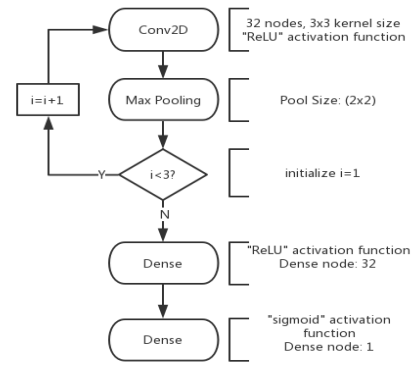 Conv2D
32 nodes, 3x3 kernel size
"ReLU" activation function
i=i+1
Max Pooling
Pool Size: (2x2)
Y
i<3?
initialize i=1
N
Dense
"ReLU" activation function
Dense node: 32
Dense
"sigmoid" activation
function
Dense node: 1